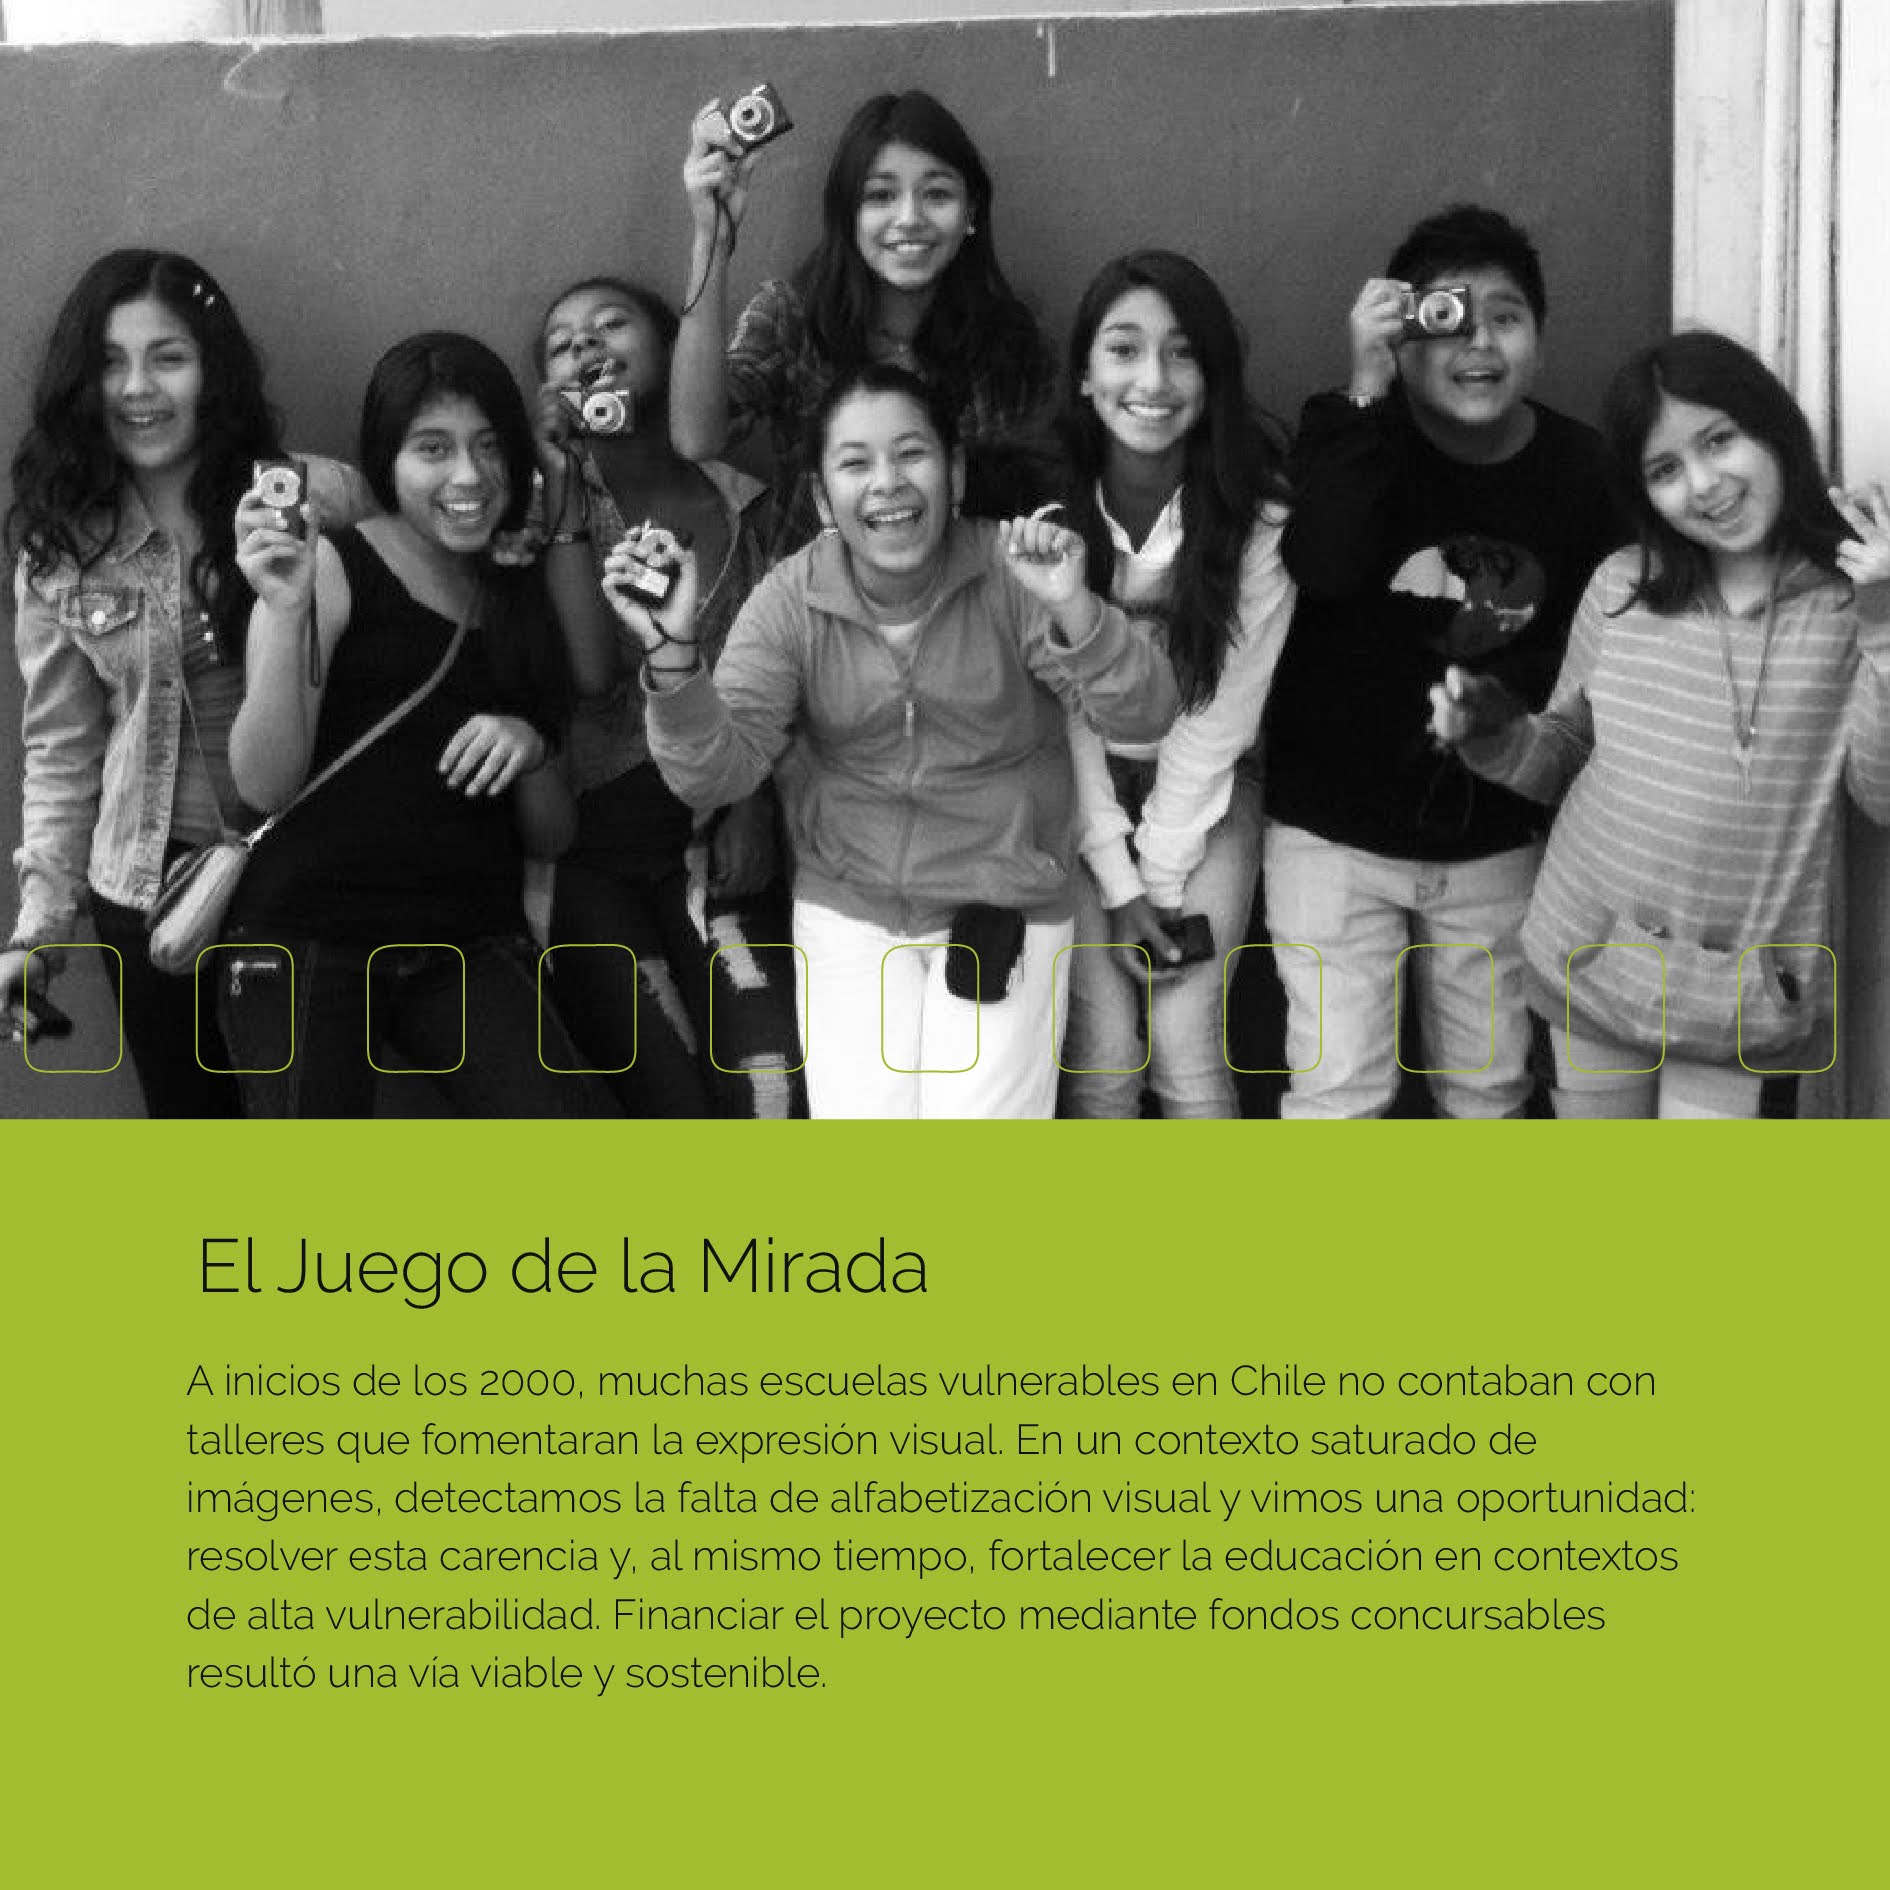 El Juego de la Mirada
A inicios de los 2000, muchas escuelas vulnerables en Chile no contaban con
talleres que fomentaran la expresión visual. En un contexto saturado de
imágenes, detectamos la falta de alfabetización visual y vimos una oportunidad:
resolver esta carencia y, al mismo tiempo, fortalecer la educación en contextos
de alta vulnerabilidad. Financiar el proyecto mediante fondos concursables
resultó una vía viable y sostenible.